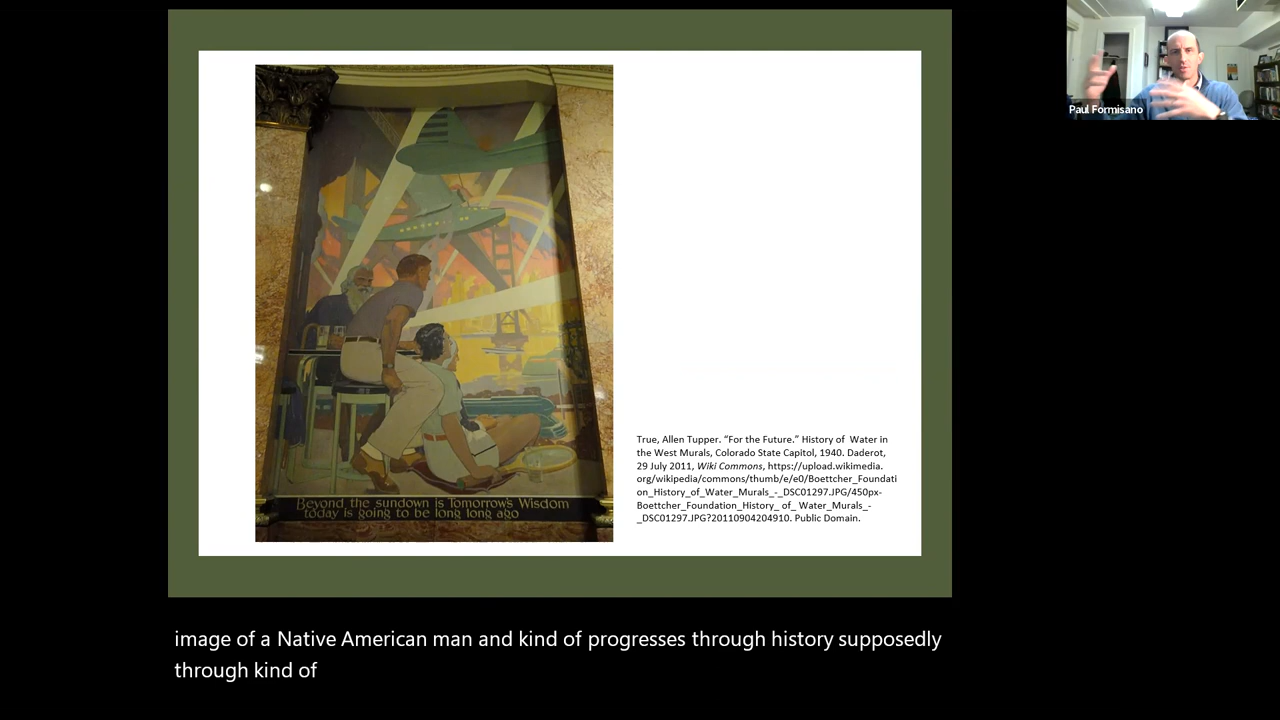 Paul Formisano
Beyond the sundown is Tomorrow's Wisdom
today is going to be long long ago
True, Allen Tupper. “For the Future.” History of Water in
the West Murals, Colorado State Capitol, 1940. Daderot,
29 July 2011, Wiki Commons, https://upload.wikimedia.
org/wikipedia/commons/thumb/e/e0/Boettcher_Foundati
on_History_of_Water_Murals_-_DSC01297.JPG/450px-
Boettcher_Foundation_History_ of_ Water_Murals_-
_DSC01297.JPG?20110904204910. Public Domain.
image of a Native American man and kind of progresses through history supposedly
through kind of